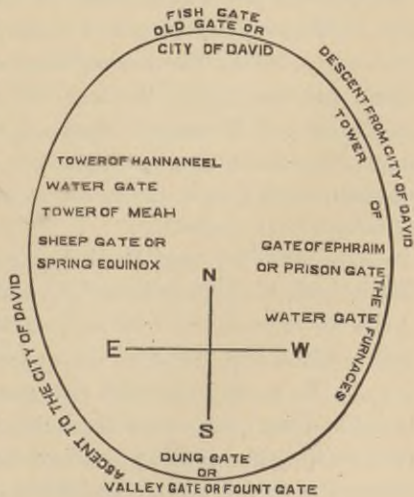 FISH GATE
OLD GATE OR
CITY OF DAVID
DESCENT FROM CITY OF DAVID
TOWER OF THE FURNACES
TOWER OF HANNANEEL
WATER GATE
TOWER OF MEAH
SHEEP GATE OR
SPRING EQUINOX
GATE OF EPHRAIM
OR PRISON GATE
N
WATER GATE
E
W
S
ASCENT TO THE CITY OF DAVID
DUNG GATE
OR
VALLEY GATE OR FOUNT GATE